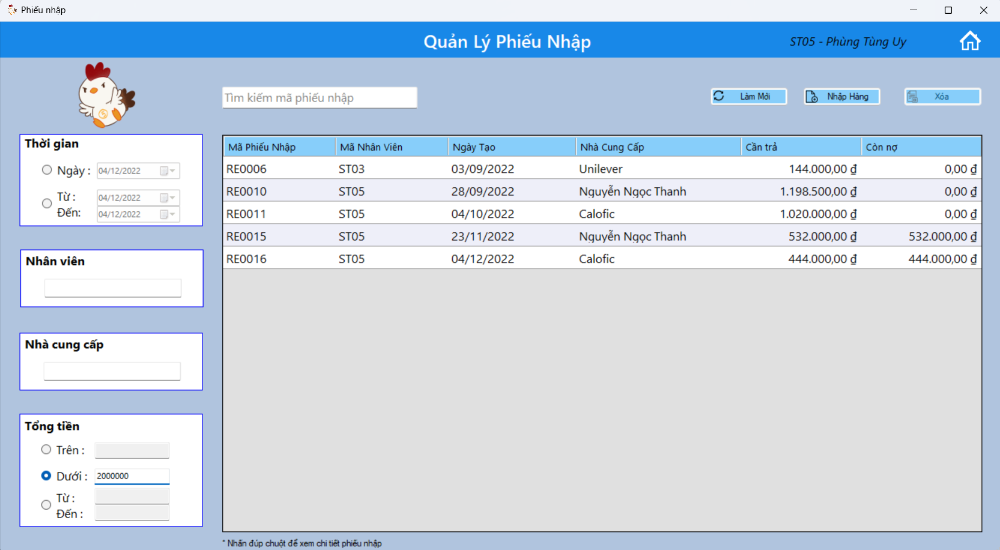 Phiếu nhập
Quản Lý Phiếu Nhập
ST05 - Phùng Tùng Uy
Tìm kiếm mã phiếu nhập
Làm Mới
Nhập Hàng
Xóa
Thời gian
Ngày : 04/12/2022
Từ : 04/12/2022
Đến: 04/12/2022
Nhân viên
Nhà cung cấp
Tổng tiền
Trên :
Dưới : 2000000
Từ :
Đến :
Mã Phiếu Nhập Mã Nhân Viên Ngày Tạo Nhà Cung Cấp Cần trả Còn nợ
RE0006 ST03 03/09/2022 Unilever 144.000,00 ₫ 0,00 ₫
RE0010 ST05 28/09/2022 Nguyễn Ngọc Thanh 1.198.500,00 ₫ 0,00 ₫
RE0011 ST05 04/10/2022 Calofic 1.020.000,00 ₫ 0,00 ₫
RE0015 ST05 23/11/2022 Nguyễn Ngọc Thanh 532.000,00 ₫ 532.000,00 ₫
RE0016 ST05 04/12/2022 Calofic 444.000,00 ₫ 444.000,00 ₫
* Nhấn đúp chuột để xem chi tiết phiếu nhập